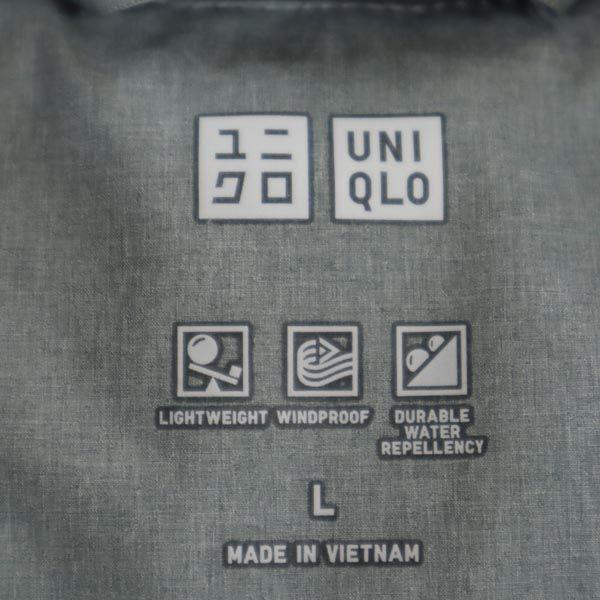 ユニ UNI
クロ QLO
LIGHTWEIGHT WINDPROOF DURABLE
WATER
REPELLENCY
L
MADE IN VIETNAM